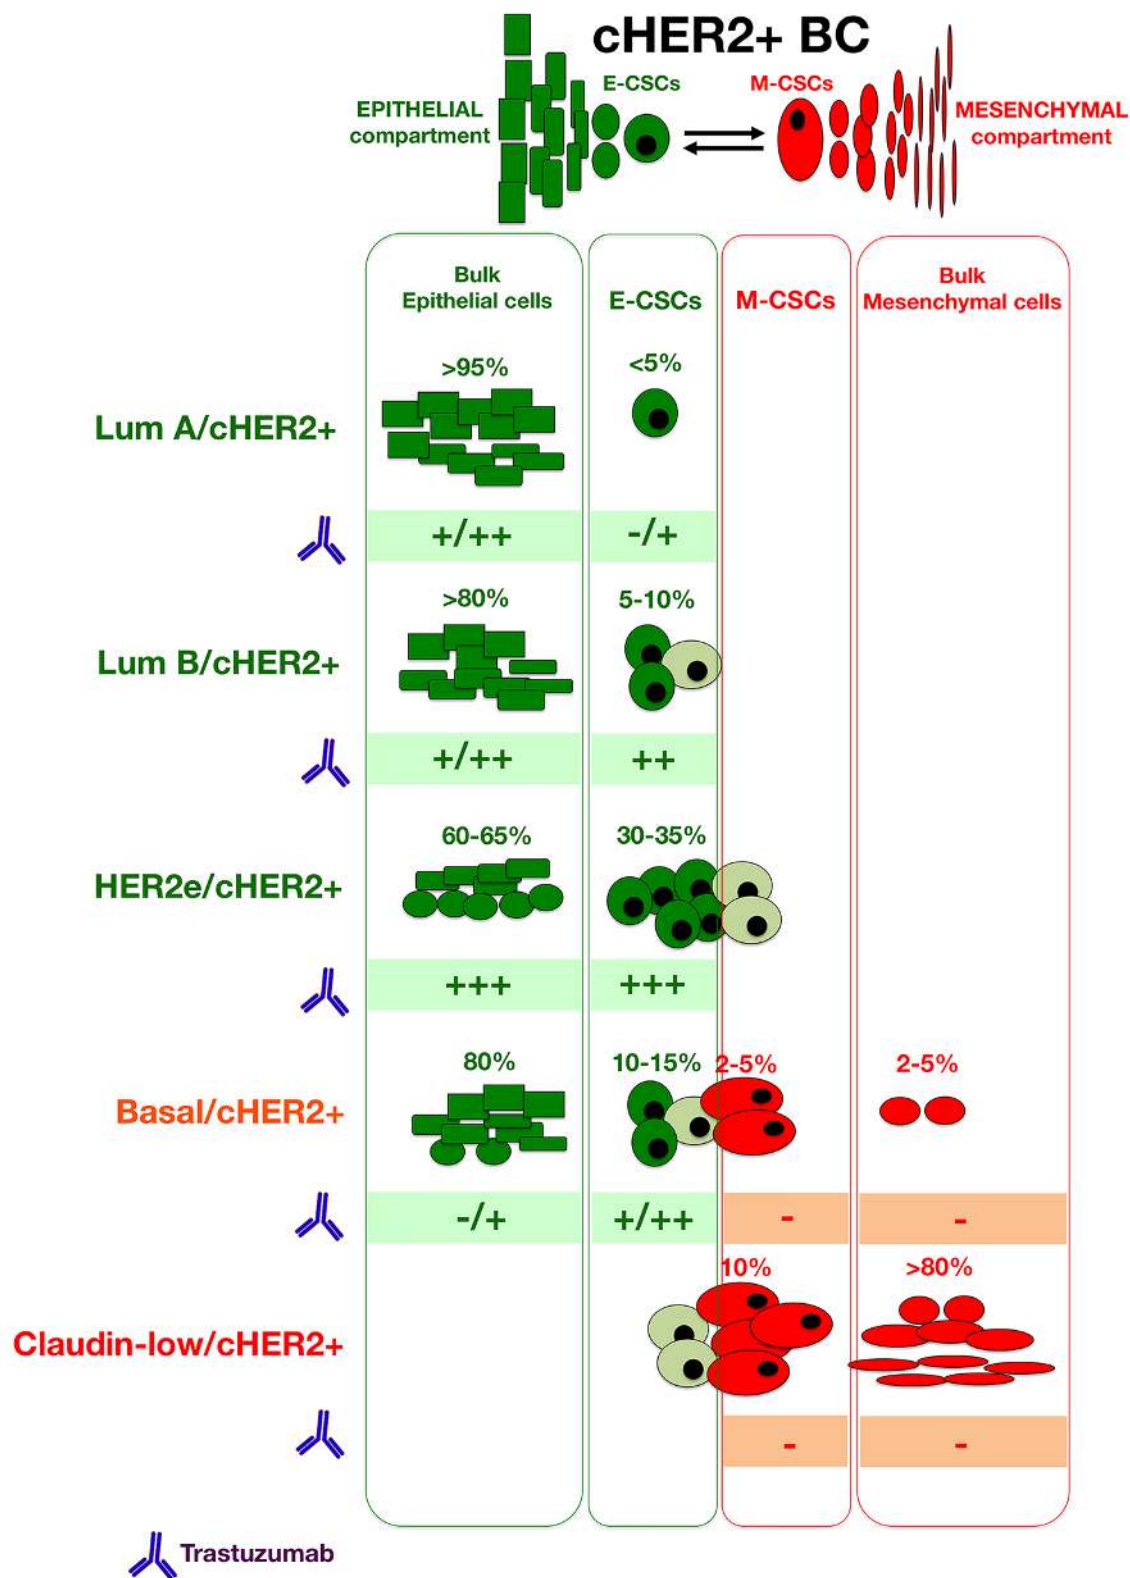 cHER2+ BC
E-CSCs
M-CSCs
EPITHELIAL
compartment
MESENCHYMAL
compartment
Bulk
Epithelial cells
E-CSCs
M-CSCs
Bulk
Mesenchymal cells
>95%
<5%
Lum A/cHER2+
+/++
-/+
>80%
5-10%
Lum B/cHER2+
+/++
++
60-65%
30-35%
HER2e/cHER2+
+++
+++
80%
10-15%
2-5%
2-5%
Basal/cHER2+
-/+
+/++
-
-
10%
>80%
Claudin-low/cHER2+
-
-
Trastuzumab